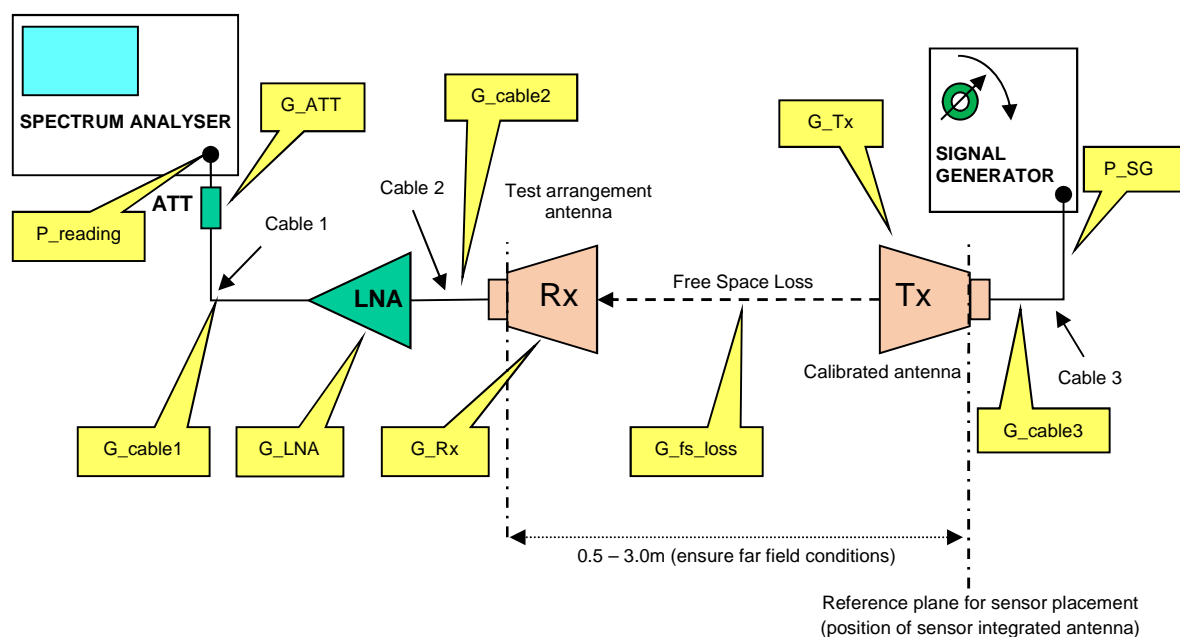 SPECTRUM ANALYSER
G_ATT
G_cable2
G_Tx
SIGNAL
GENERATOR
P_SG
ATT
P_reading
Cable 2
Test arrangement
antenna
Cable 1
LNA
Rx
Free Space Loss
Tx
Calibrated antenna
Cable 3
G_cable1
G_LNA
G_Rx
G_fs_loss
G_cable3
0.5 – 3.0m (ensure far field conditions)
Reference plane for sensor placement
(position of sensor integrated antenna)